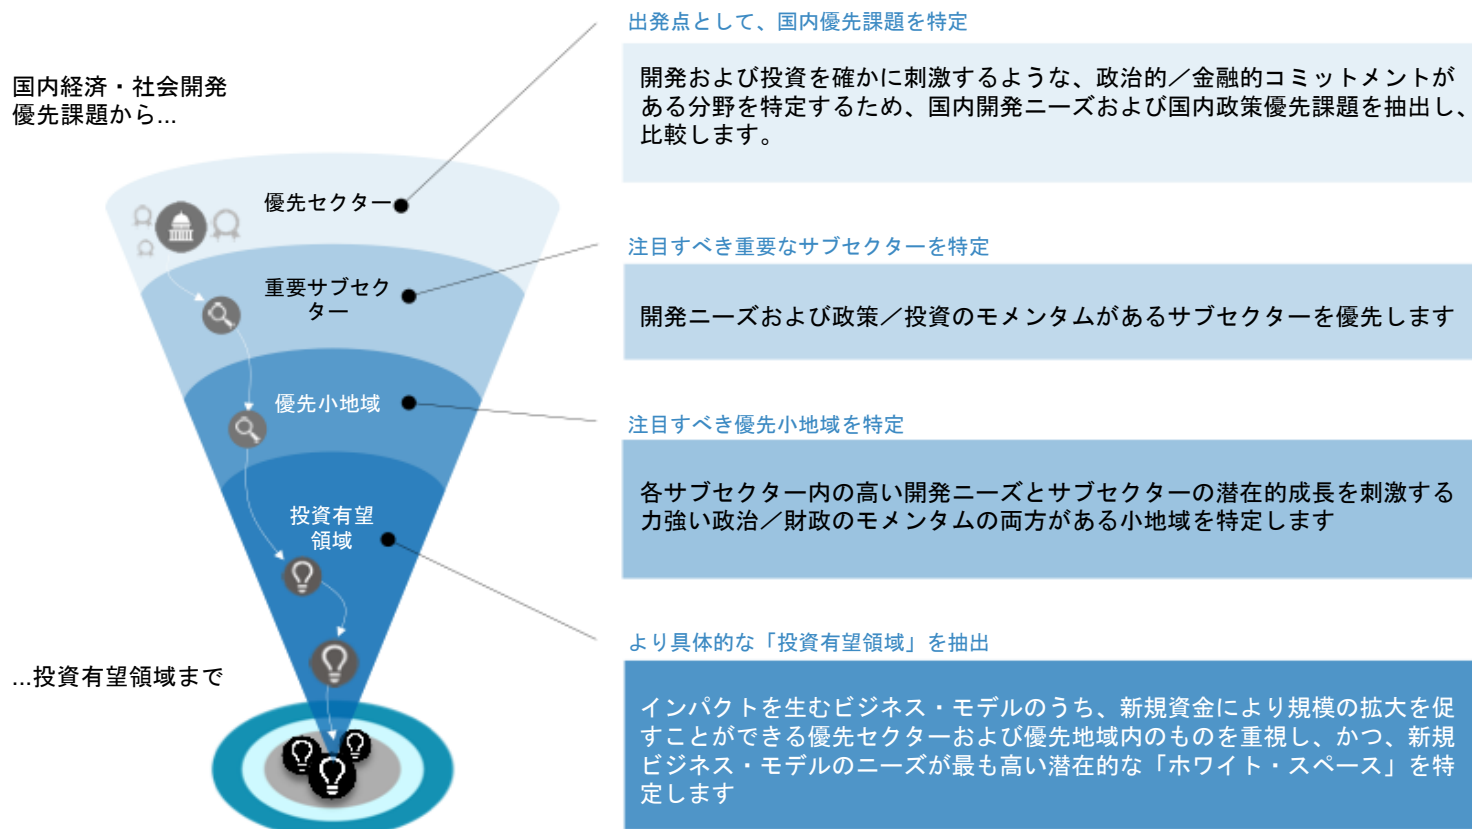 国内経済・社会開発
優先課題から...
優先セクター
重要サブセク
ター
優先小地域
投資有望
領域
...投資有望領域まで
出発点として、国内優先課題を特定
開発および投資を確かに刺激するような、政治的／金融的コミットメントが
ある分野を特定するため、国内開発ニーズおよび国内政策優先課題を抽出し、
比較します。
注目すべき重要なサブセクターを特定
開発ニーズおよび政策／投資のモメンタムがあるサブセクターを優先します
注目すべき優先小地域を特定
各サブセクター内の高い開発ニーズとサブセクターの潜在的成長を刺激する
力強い政治／財政のモメンタムの両方がある小地域を特定します
より具体的な「投資有望領域」を抽出
インパクトを生むビジネス・モデルのうち、新規資金により規模の拡大を促
すことができる優先セクターおよび優先地域内のものを重視し、かつ、新規
ビジネス・モデルのニーズが最も高い潜在的な「ホワイト・スペース」を特
定します